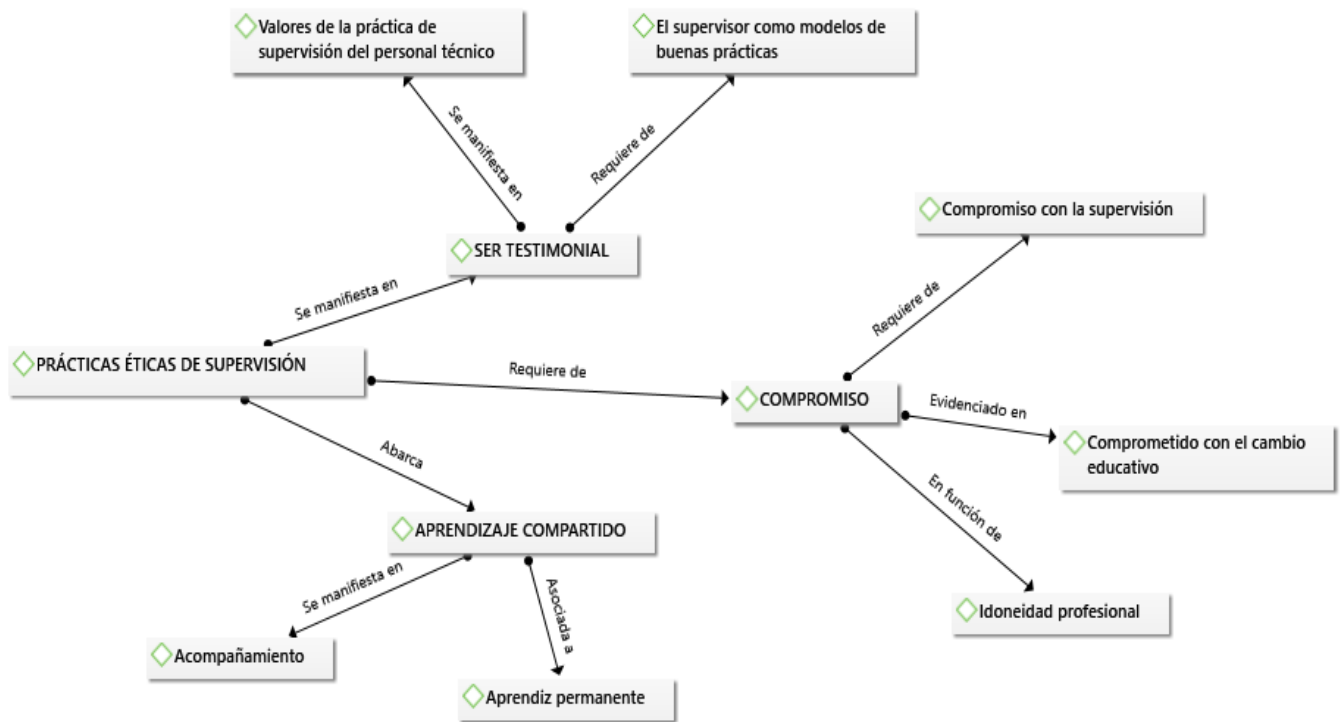 Valores de la práctica de
supervisión del personal técnico
El supervisor como modelos de
buenas prácticas
Se manifiesta en
Requiere de
Compromiso con la supervisión
SER TESTIMONIAL
Se manifiesta en
Requiere de
PRÁCTICAS ÉTICAS DE SUPERVISIÓN
Requiere de
COMPROMISO
Evidenciado en
Comprometido con el cambio
educativo
Abarca
En función de
APRENDIZAJE COMPARTIDO
Se manifiesta en
Asociada a
Idoneidad profesional
Acompañamiento
Aprendiz permanente